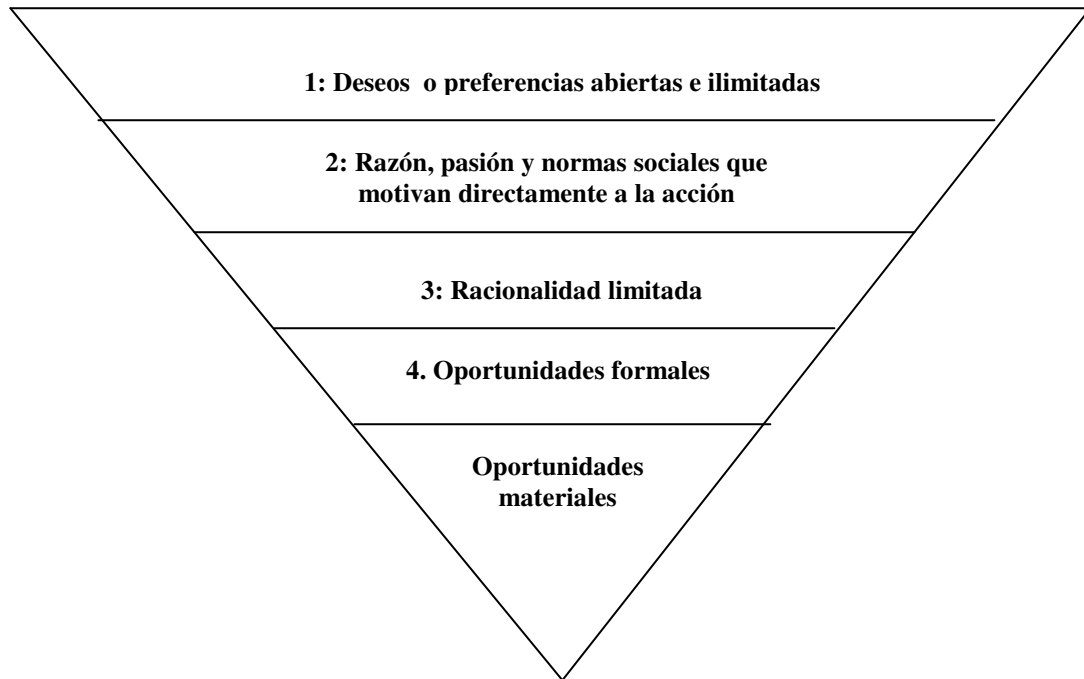 1: Deseos o preferencias abiertas e ilimitadas
2: Razón, pasión y normas sociales que
motivan directamente a la acción
3: Racionalidad limitada
4. Oportunidades formales
Oportunidades
materiales